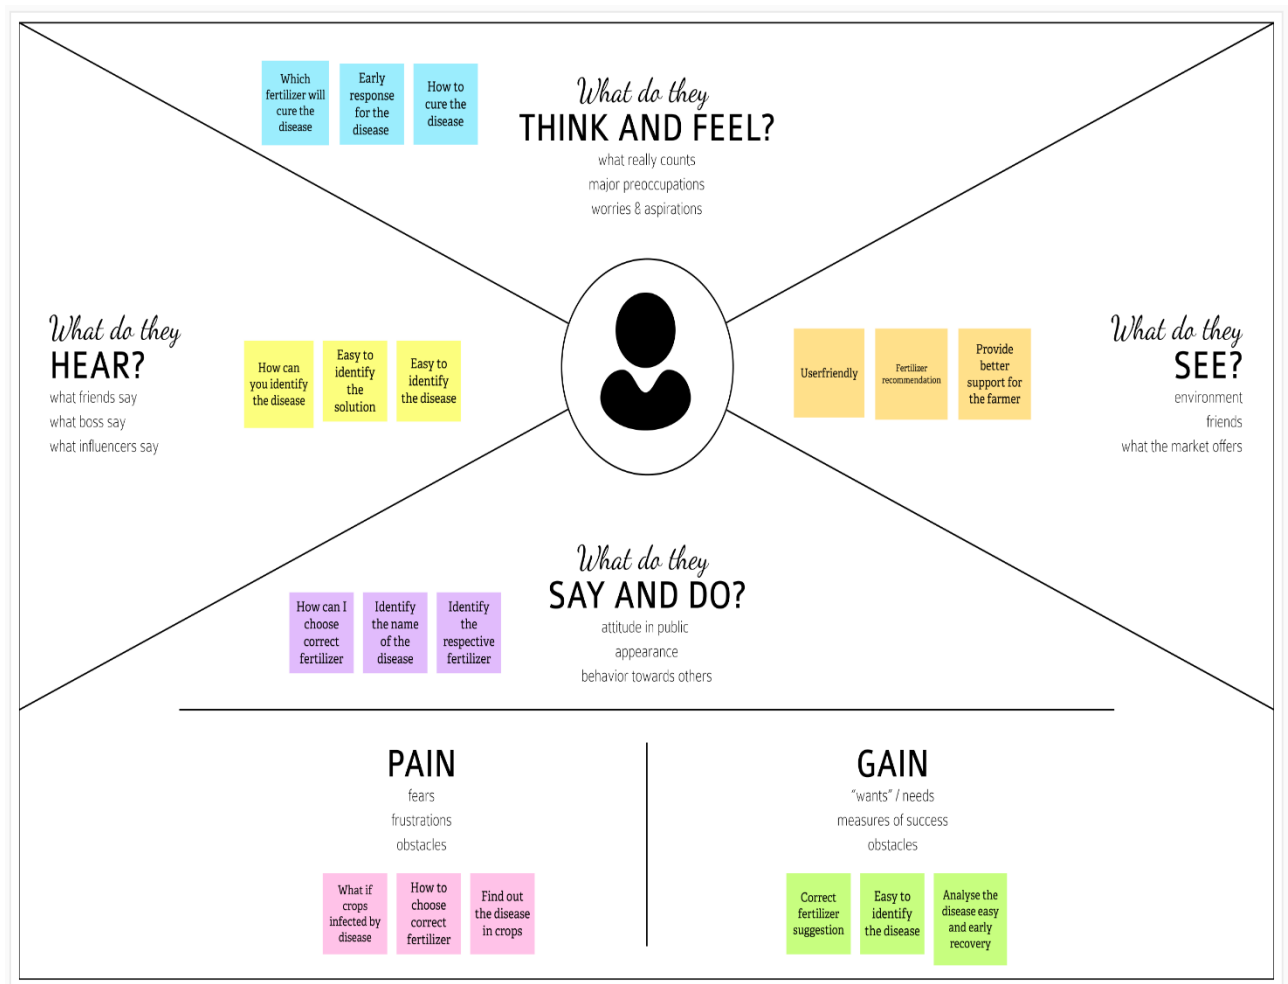 Which
fertilizer will
cure the
disease
Early
response
for the
disease
How to
cure the
disease
What do they
THINK AND FEEL?
what really counts
major preoccupations
worries & aspirations
What do they
HEAR?
what friends say
what boss say
what influencers say
How can
you identify
the disease
Easy to
identify
the
solution
Easy to
identify
the disease
Userfriendly
Fertilizer
recommendation
Provide
better
support for
the farmer
What do they
SEE?
environment
friends
what the market offers
What do they
SAY AND DO?
attitude in public
appearance
behavior towards others
How can I
choose
correct
fertilizer
Identify
the name
of the
disease
Identify
the
respective
fertilizer
PAIN
fears
frustrations
obstacles
What if
crops
infected by
disease
How to
choose
correct
fertilizer
Find out
the disease
in crops
GAIN
"wants" / needs
measures of success
obstacles
Correct
fertilizer
suggestion
Easy to
identify
the disease
Analyse the
disease easy
and early
recovery